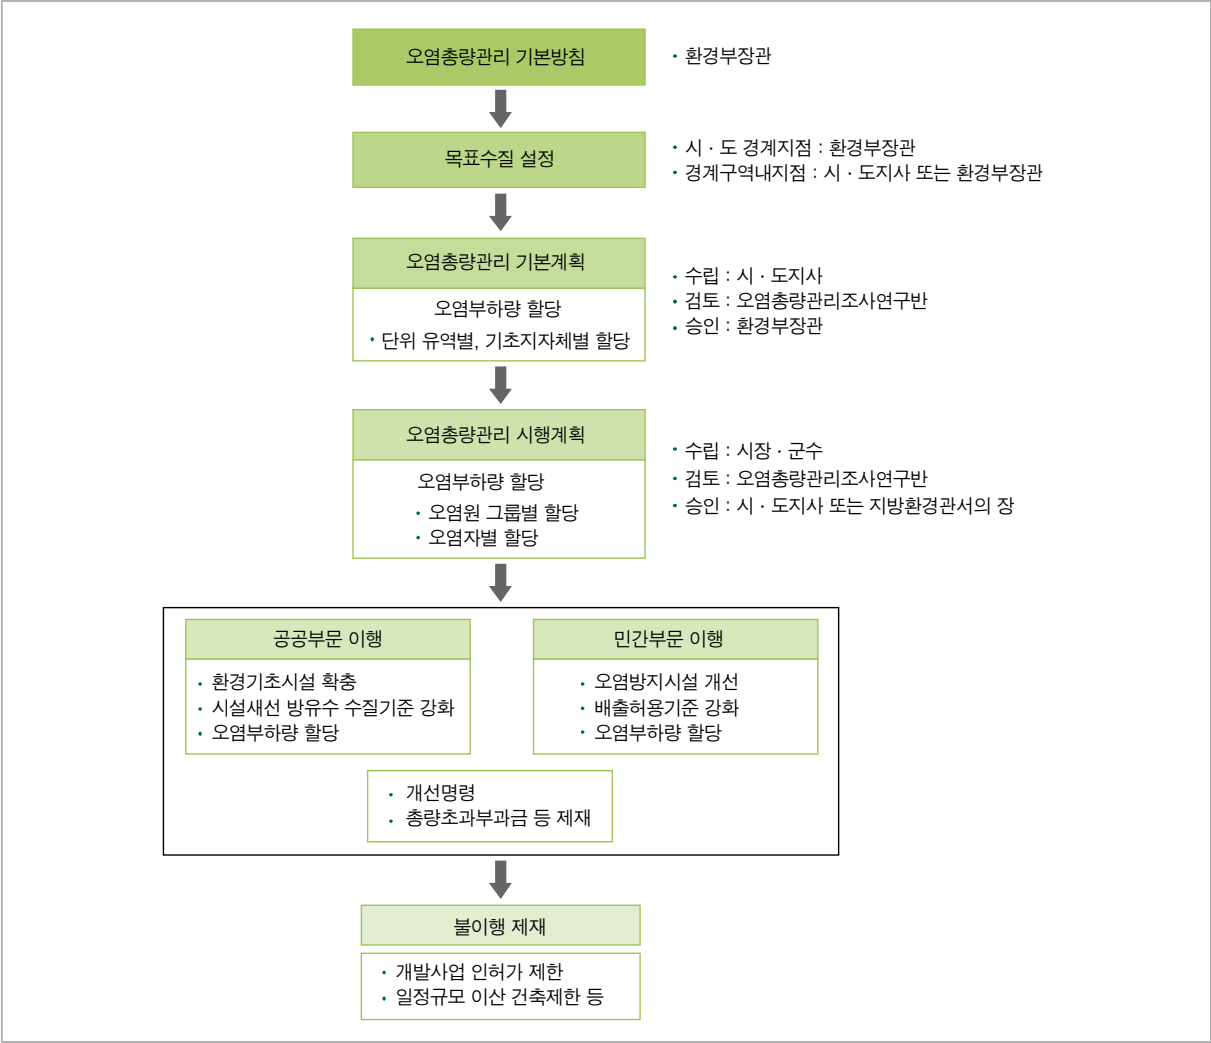 오염총량관리 기본방침
• 환경부장관
목표수질 설정
• 시 · 도 경계지점 : 환경부장관
• 경계구역내지점 : 시 · 도지사 또는 환경부장관
오염총량관리 기본계획
오염부하량 할당
• 단위 유역별, 기초지자체별 할당
• 수립 : 시 · 도지사
• 검토 : 오염총량관리조사연구반
• 승인 : 환경부장관
오염총량관리 시행계획
오염부하량 할당
• 오염원 그룹별 할당
• 오염자별 할당
• 수립 : 시장 · 군수
• 검토 : 오염총량관리조사연구반
• 승인 : 시 · 도지사 또는 지방환경관서의 장
공공부문 이행
• 환경기초시설 확충
• 시설새선 방유수 수질기준 강화
• 오염부하량 할당
민간부문 이행
• 오염방지시설 개선
• 배출허용기준 강화
• 오염부하량 할당
• 개선명령
• 총량초과부과금 등 제재
불이행 제재
• 개발사업 인허가 제한
• 일정규모 이산 건축제한 등